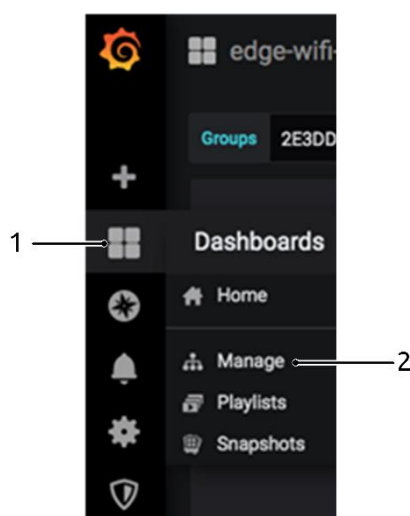 edge-wifi-
Groups 2E3DD
1
Dashboards
Home
Manage
2
Playlists
Snapshots